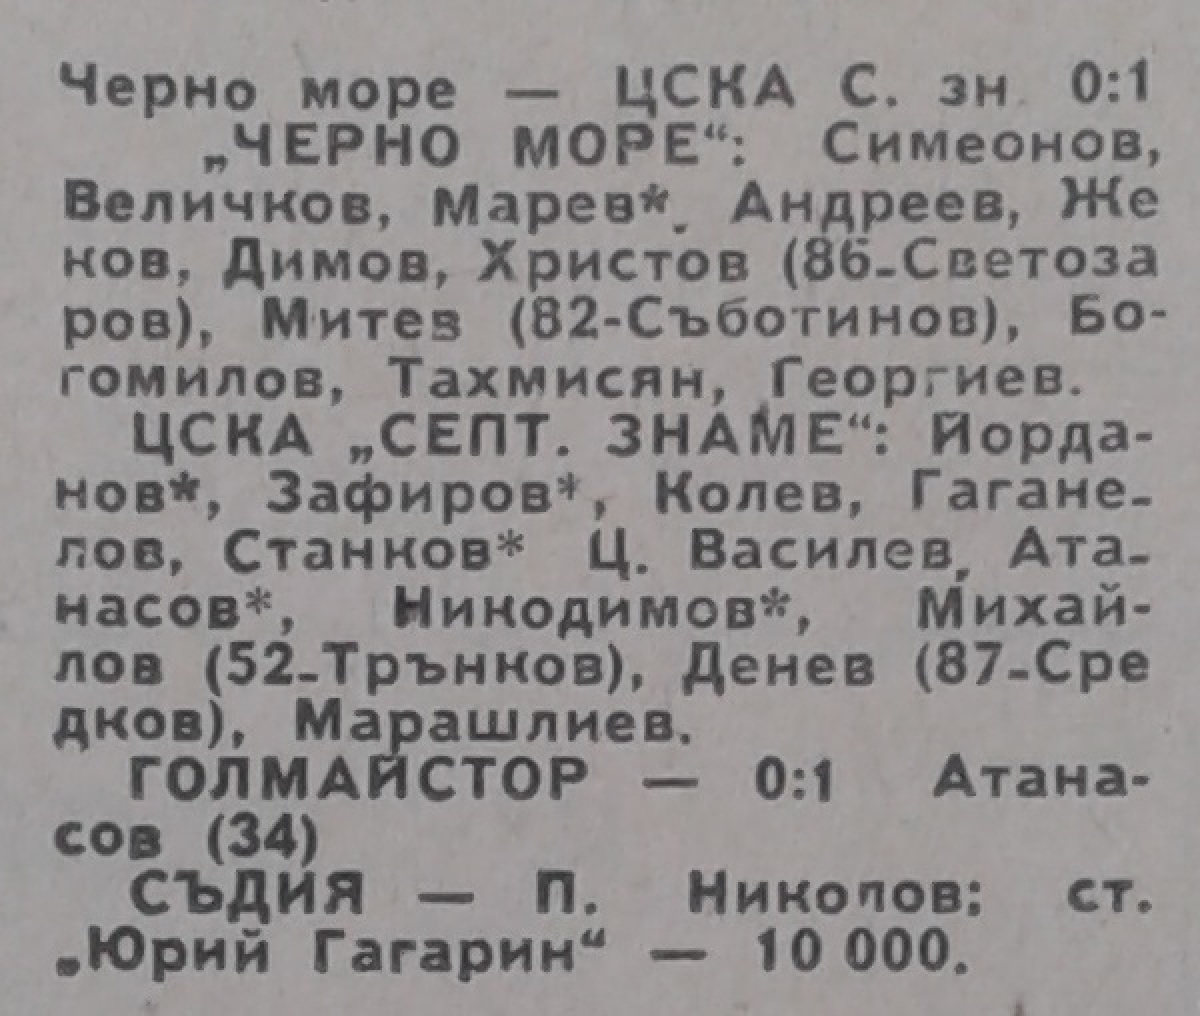 Черно море — ЦСКА С. зн. 0:1
„ЧЕРНО МОРЕ“: Симеонов,
Величков, Марев*, Андреев, Же
ков, Димов, Христов (86-Светоза
ров), Митев (82-Съботинов), Бо-
гомилов, Тахмисян, Георгиев.
ЦСКА „СЕПТ. ЗНАМЕ“: Йорда-
нов*, Зафиров*, Колев, Гагане-
лов, Станков* Ц. Василев, Ата-
насов*, Никодимов*, Михай-
лов (52-Трънков), Денев (87-Сре
дков), Марашлиев.
ГОЛМАЙСТОР — 0:1 Атана-
сов (34)
СЪДИЯ — П. Николов; ст.
„Юрий Гагарин“ — 10 000.